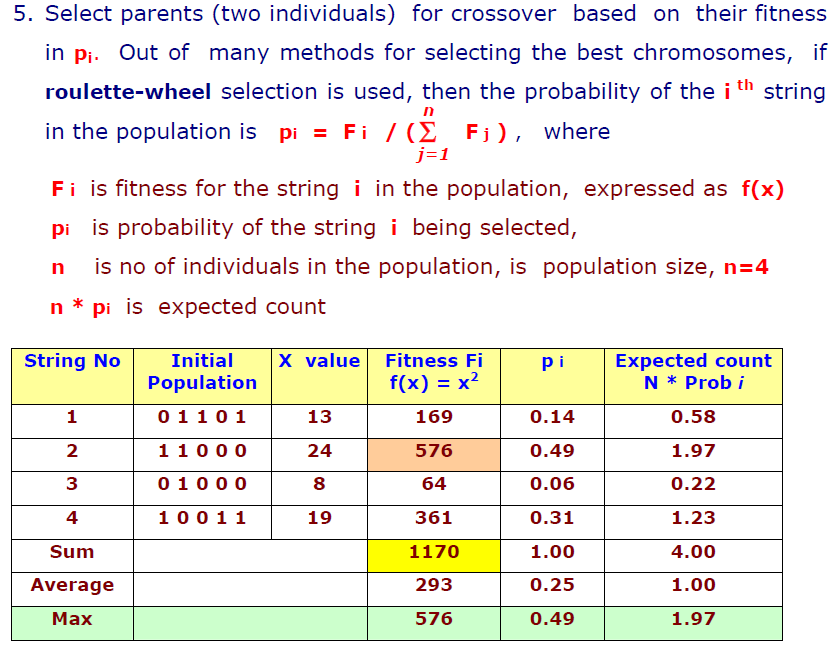 5. Select parents (two individuals) for crossover based on their fitness
in pi. Out of many methods for selecting the best chromosomes, if
roulette-wheel selection is used, then the probability of the i th string
in the population is pi = F i / ( Σ F j ) , where
n
j=1
F i is fitness for the string i in the population, expressed as f(x)
pi is probability of the string i being selected,
n is no of individuals in the population, is population size, n=4
n * pi is expected count
String No Initial Population X value Fitness Fi f(x) = x² p i Expected count N * Prob i
1 0 1 1 0 1 13 169 0.14 0.58
2 1 1 0 0 0 24 576 0.49 1.97
3 0 1 0 0 0 8 64 0.06 0.22
4 1 0 0 1 1 19 361 0.31 1.23
Sum 1170 1.00 4.00
Average 293 0.25 1.00
Max 576 0.49 1.97